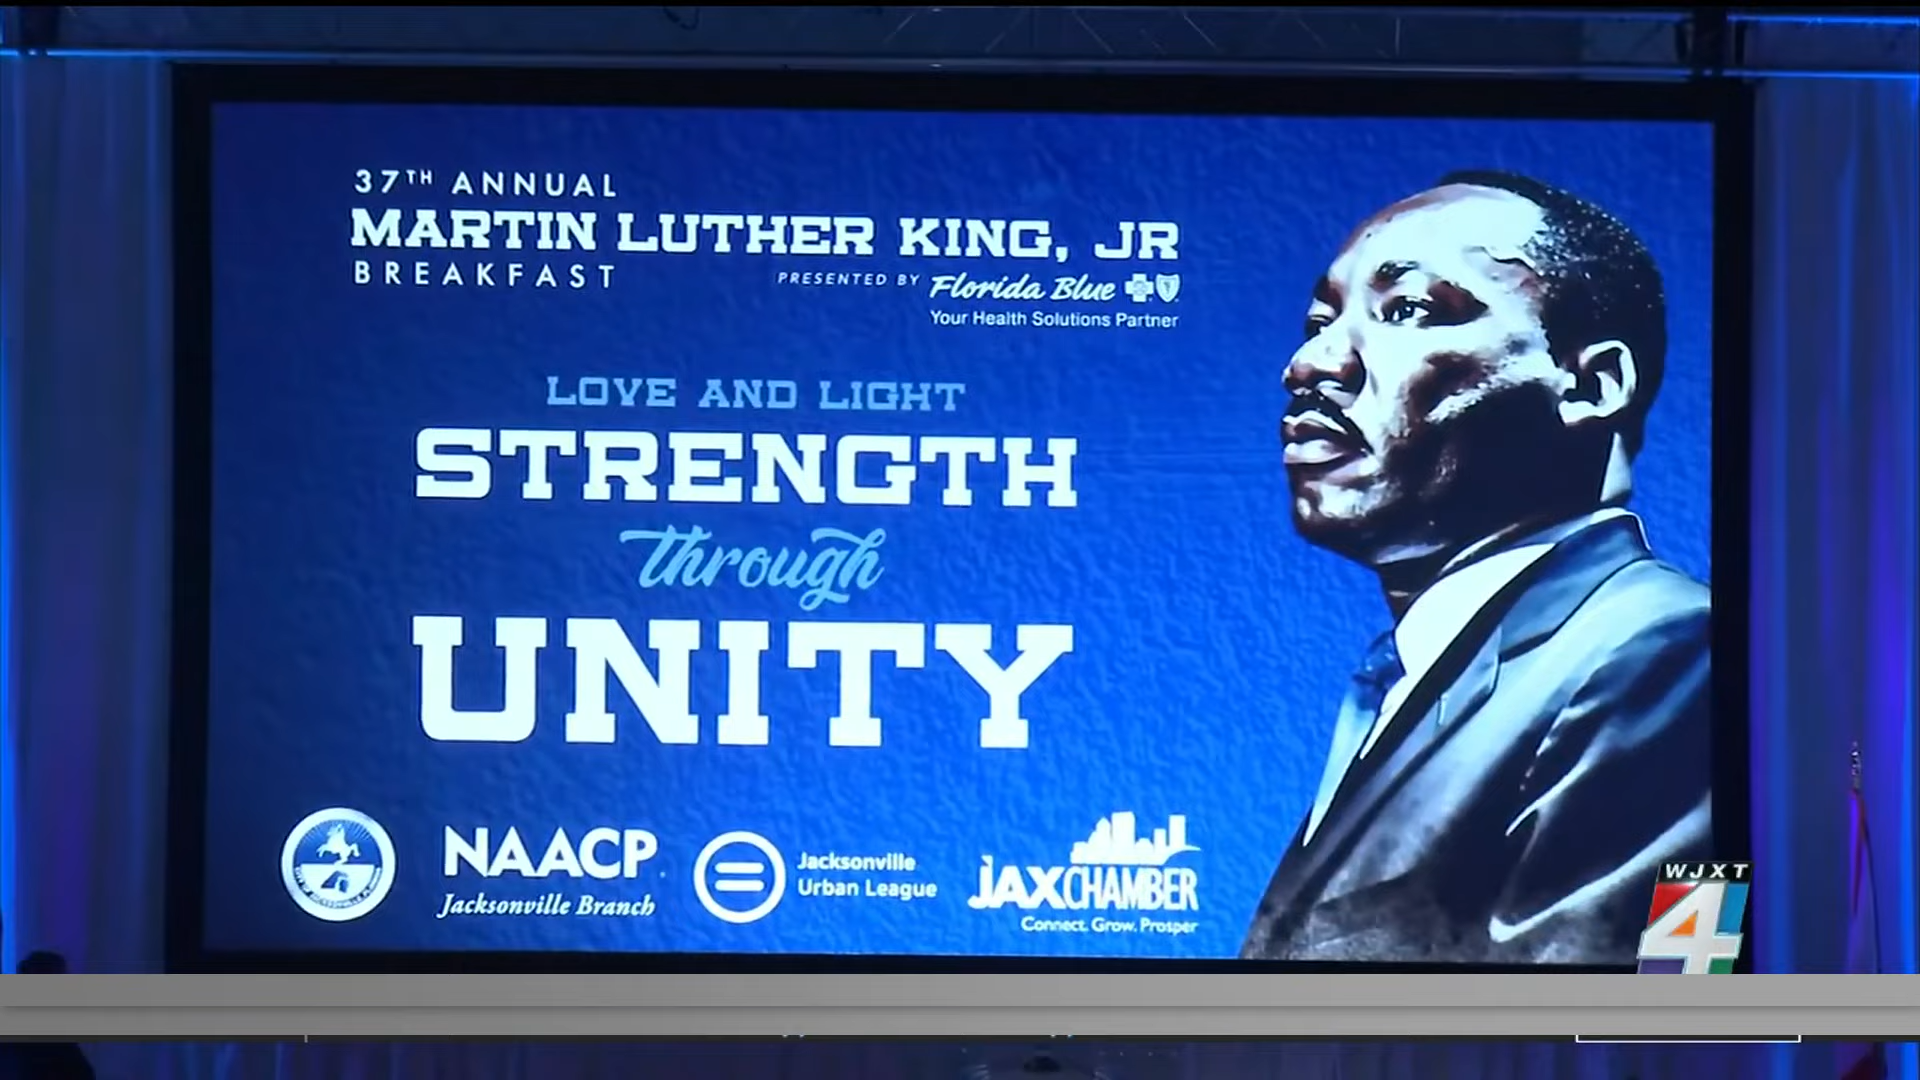 37TH ANNUAL
MARTIN LUTHER KING, JR
BREAKFAST
PRESENTED BY Florida Blue
Your Health Solutions Partner
LOVE AND LIGHT
STRENGTH
through
UNITY
NAACP.
Jacksonville Branch
Jacksonville
Urban League
JAXCHAMBER
Connect. Grow. Prosper
WJXT
4